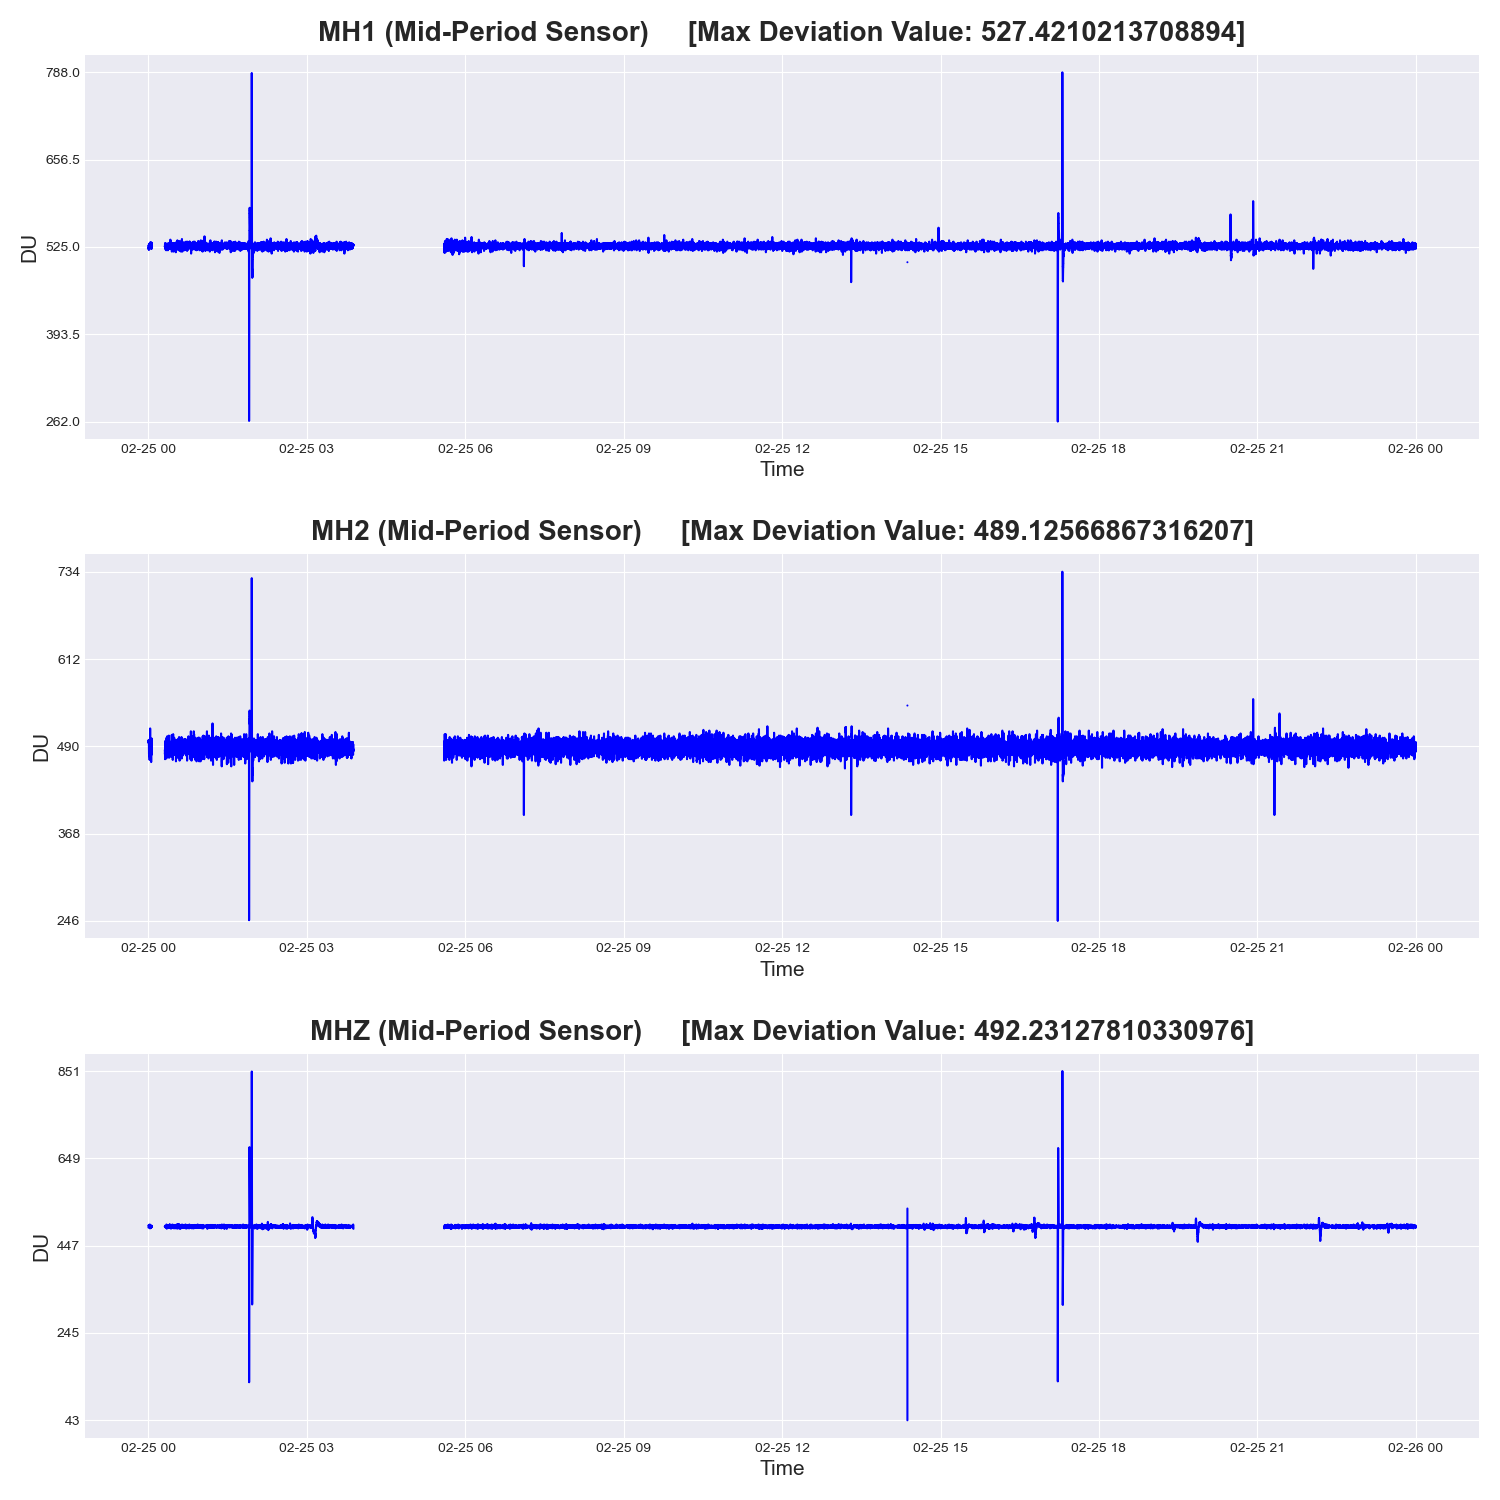 MH1 (Mid-Period Sensor) [Max Deviation Value: 527.4210213708894]
788.0
656.5
525.0
393.5
262.0
DU
02-25 00 02-25 03 02-25 06 02-25 09 02-25 12 02-25 15 02-25 18 02-25 21 02-26 00
Time
MH2 (Mid-Period Sensor) [Max Deviation Value: 489.12566867316207]
734
612
490
368
246
DU
02-25 00 02-25 03 02-25 06 02-25 09 02-25 12 02-25 15 02-25 18 02-25 21 02-26 00
Time
MHZ (Mid-Period Sensor) [Max Deviation Value: 492.23127810330976]
851
649
447
245
43
DU
02-25 00 02-25 03 02-25 06 02-25 09 02-25 12 02-25 15 02-25 18 02-25 21 02-26 00
Time